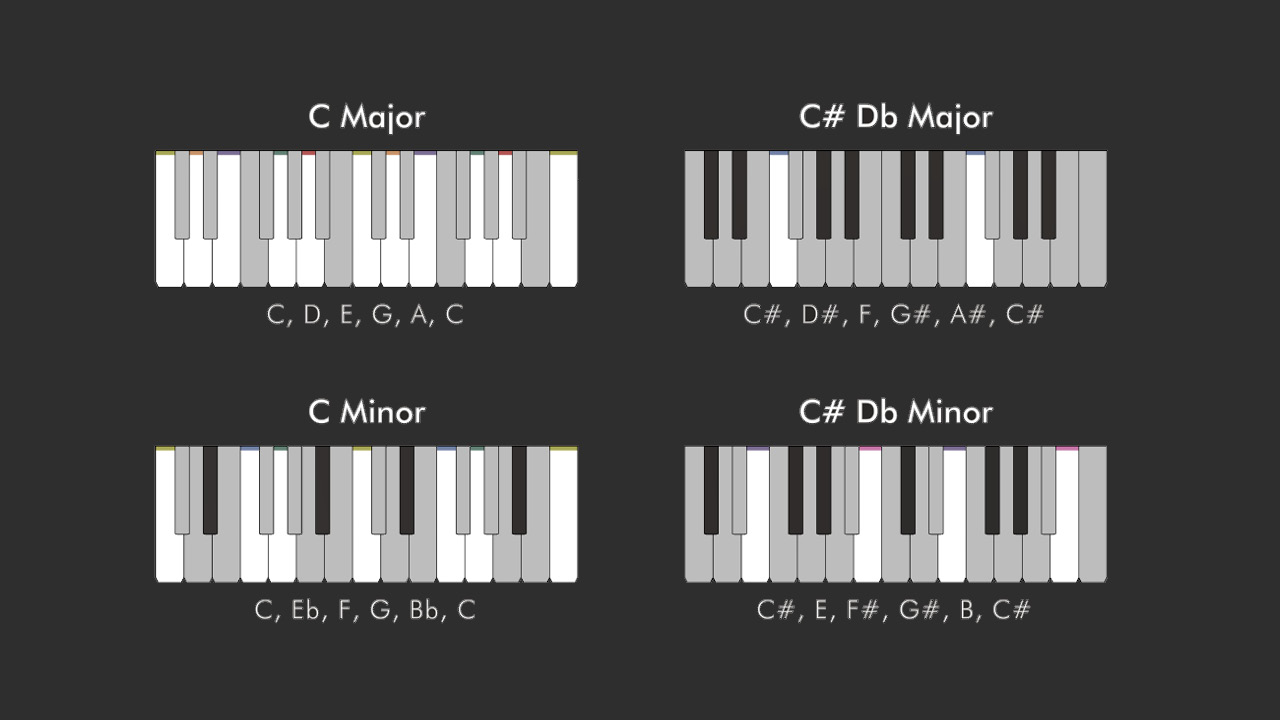 C Major
C# Db Major
C, D, E, G, A, C
C#, D#, F, G#, A#, C#
C Minor
C# Db Minor
C, Eb, F, G, Bb, C
C#, E, F#, G#, B, C#